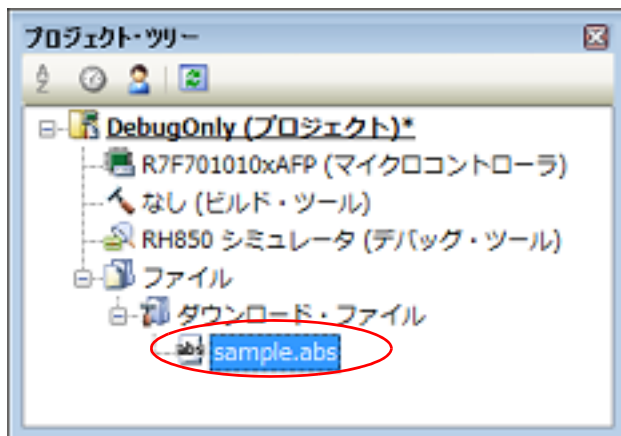 プロジェクト・ツリー
DebugOnly (プロジェクト)*
R7F701010xAFP (マイクロコントローラ)
なし (ビルド・ツール)
RH850 シミュレータ (デバッグ・ツール)
ファイル
ダウンロード・ファイル
sample.abs